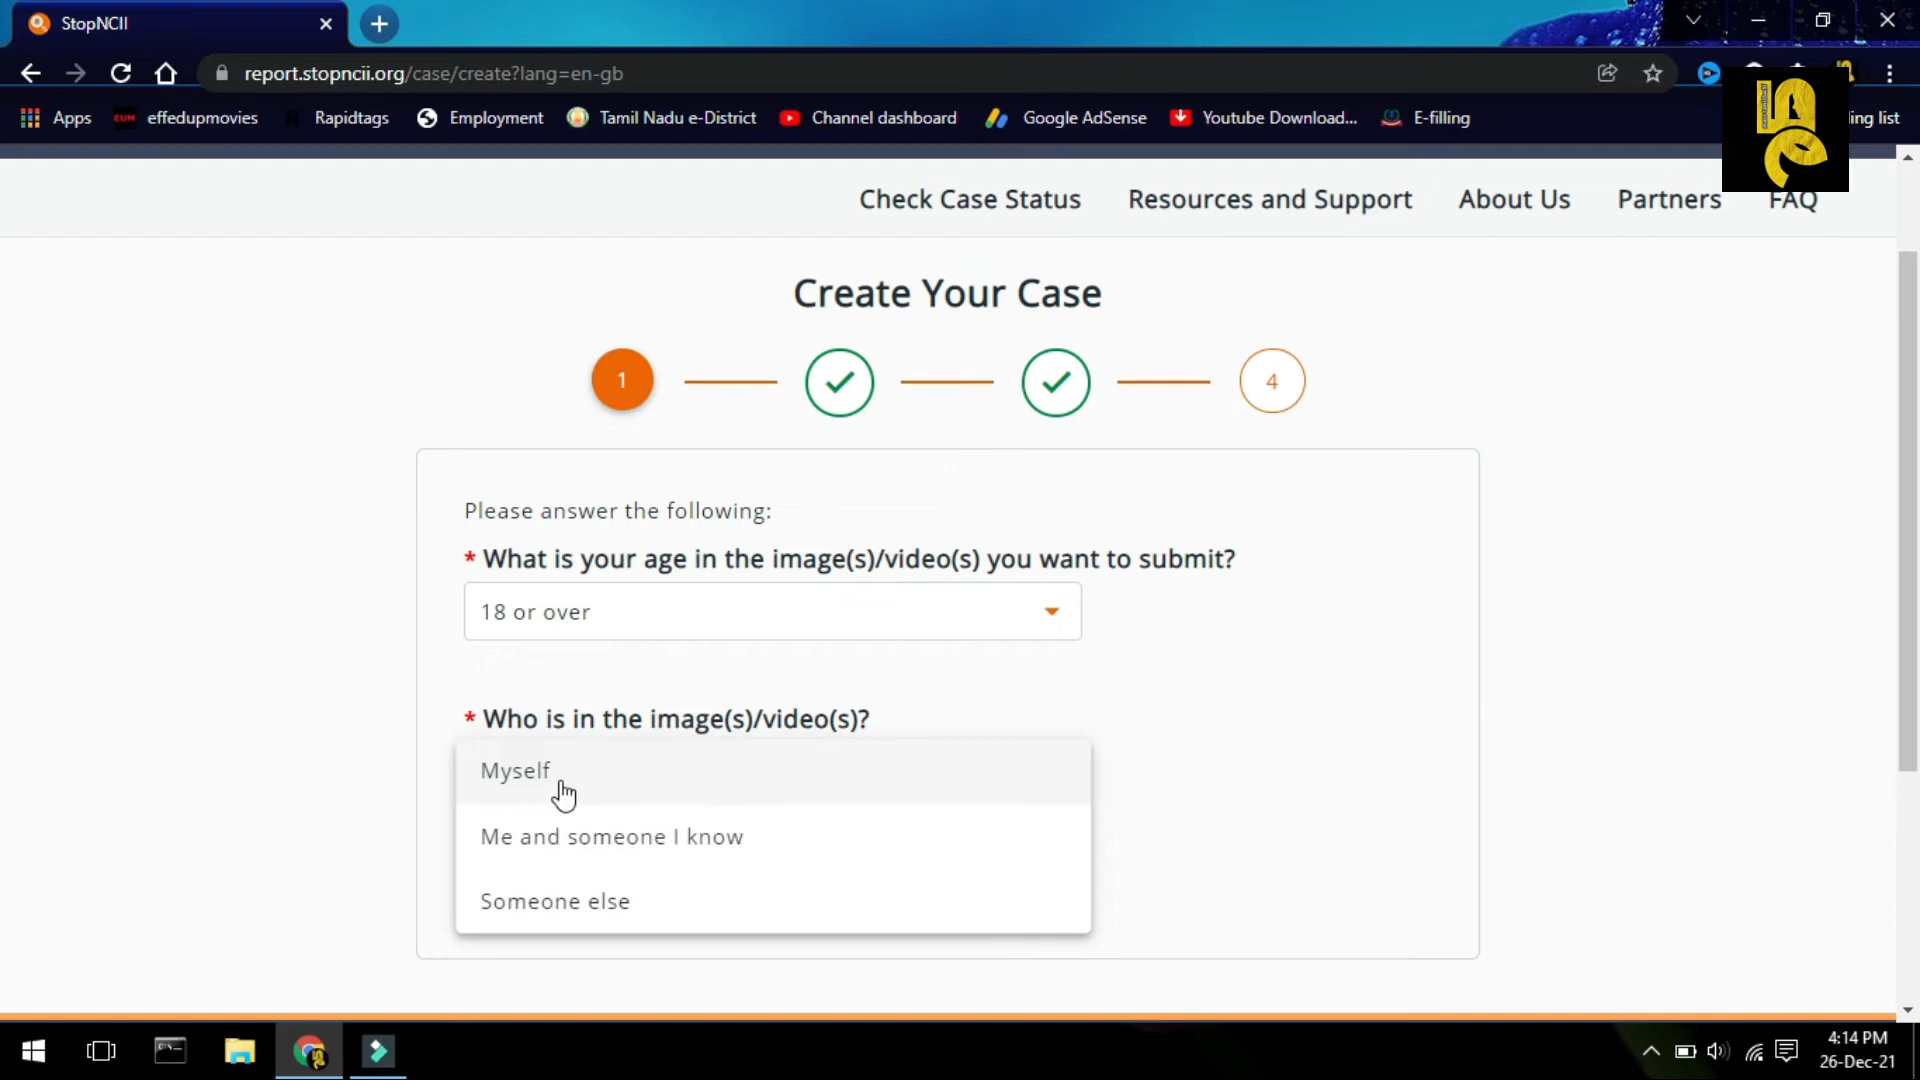 StopNCII
report.stopncii.org/case/create?lang=en-gb
Apps effedupmovies Rapidtags Employment Tamil Nadu e-District Channel dashboard Google AdSense Youtube Download... E-filling ing list
Check Case Status Resources and Support About Us Partners FAQ
Create Your Case
1 4
Please answer the following:
* What is your age in the image(s)/video(s) you want to submit?
18 or over
* Who is in the image(s)/video(s)?
Myself
Me and someone I know
Someone else
4:14 PM
26-Dec-21